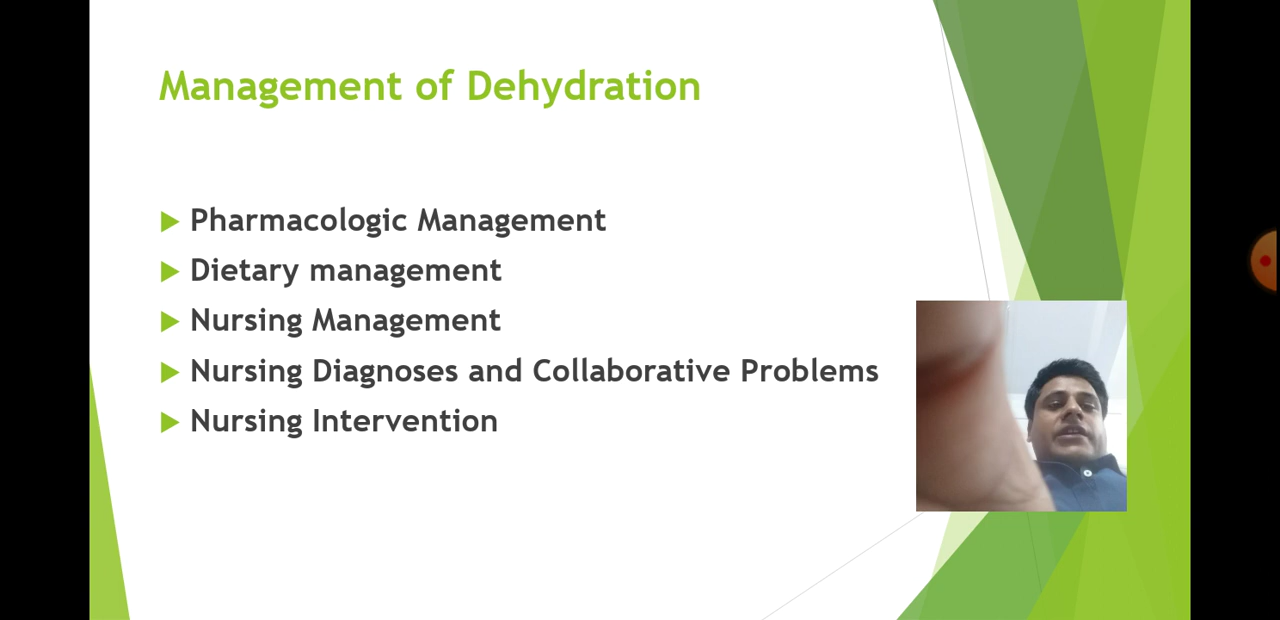 Management of Dehydration
Pharmacologic Management
Dietary management
Nursing Management
Nursing Diagnoses and Collaborative Problems
Nursing Intervention